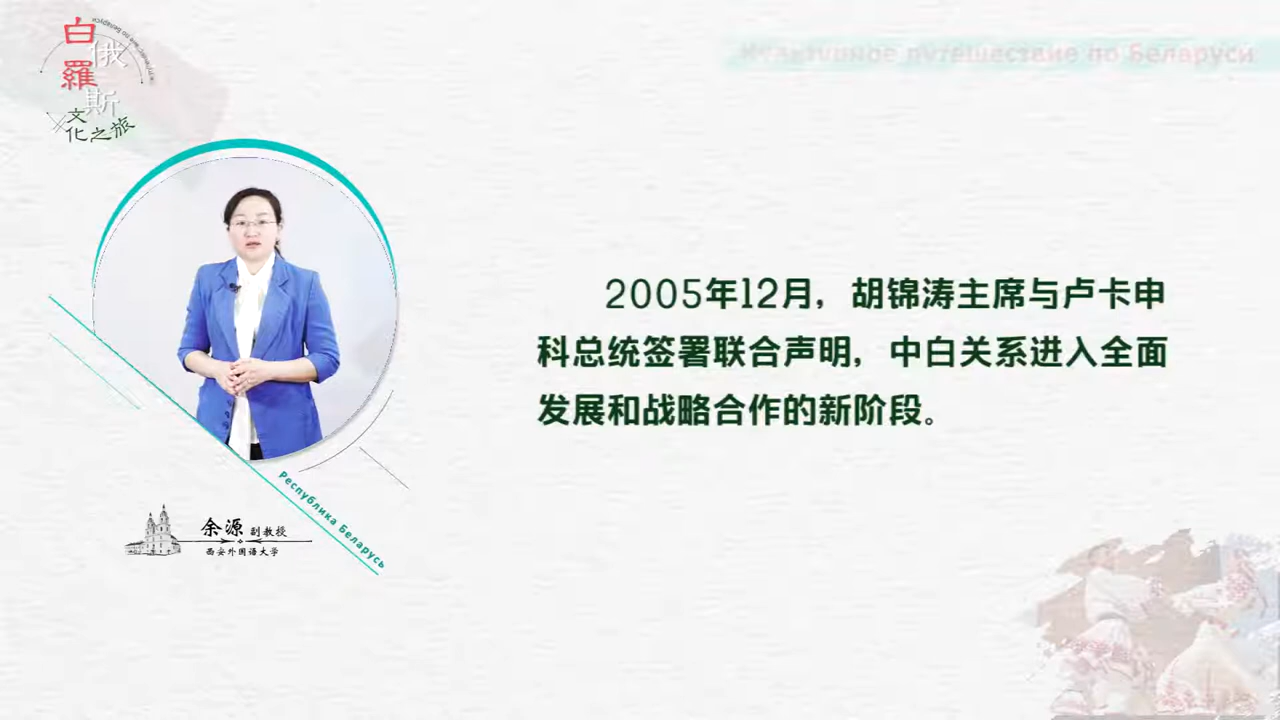 白俄羅斯
文化之旅
путешествие по Беларуси
2005年12月，胡锦涛主席与卢卡申
科总统签署联合声明，中白关系进入全面
发展和战略合作的新阶段。
Республика Беларусь
余源 副教授
西安外国语大学